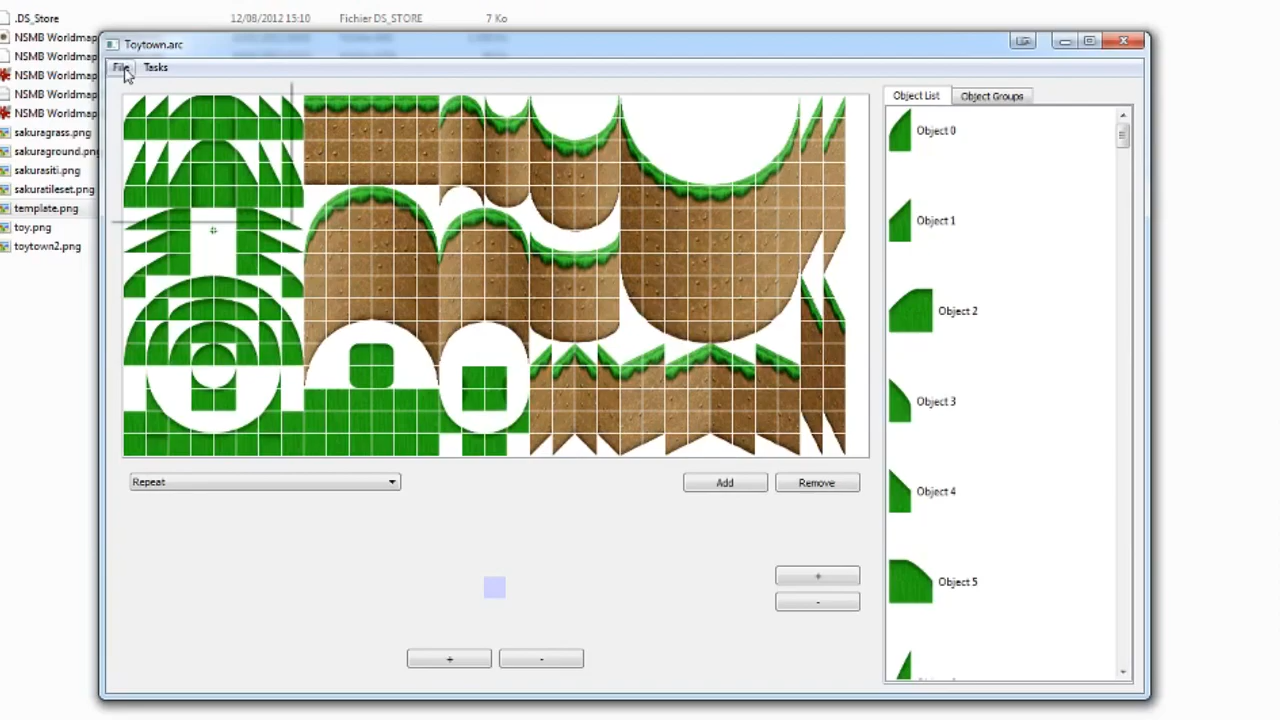 .DS_Store 12/08/2012 15:10 Fichier DS_STORE 7 Ko
Toytown.arc
NSMB Worldmap
NSMB Worldmap
NSMB Worldmap
NSMB Worldmap
NSMB Worldmap
sakuragrass.png
sakuraground.png
sakurasiti.png
sakuratileset.png
template.png
toy.png
toytown2.png
File Tasks
Object List Object Groups
Object 0
Object 1
Object 2
Object 3
Object 4
Object 5
Repeat Add Remove
+
-
+ -